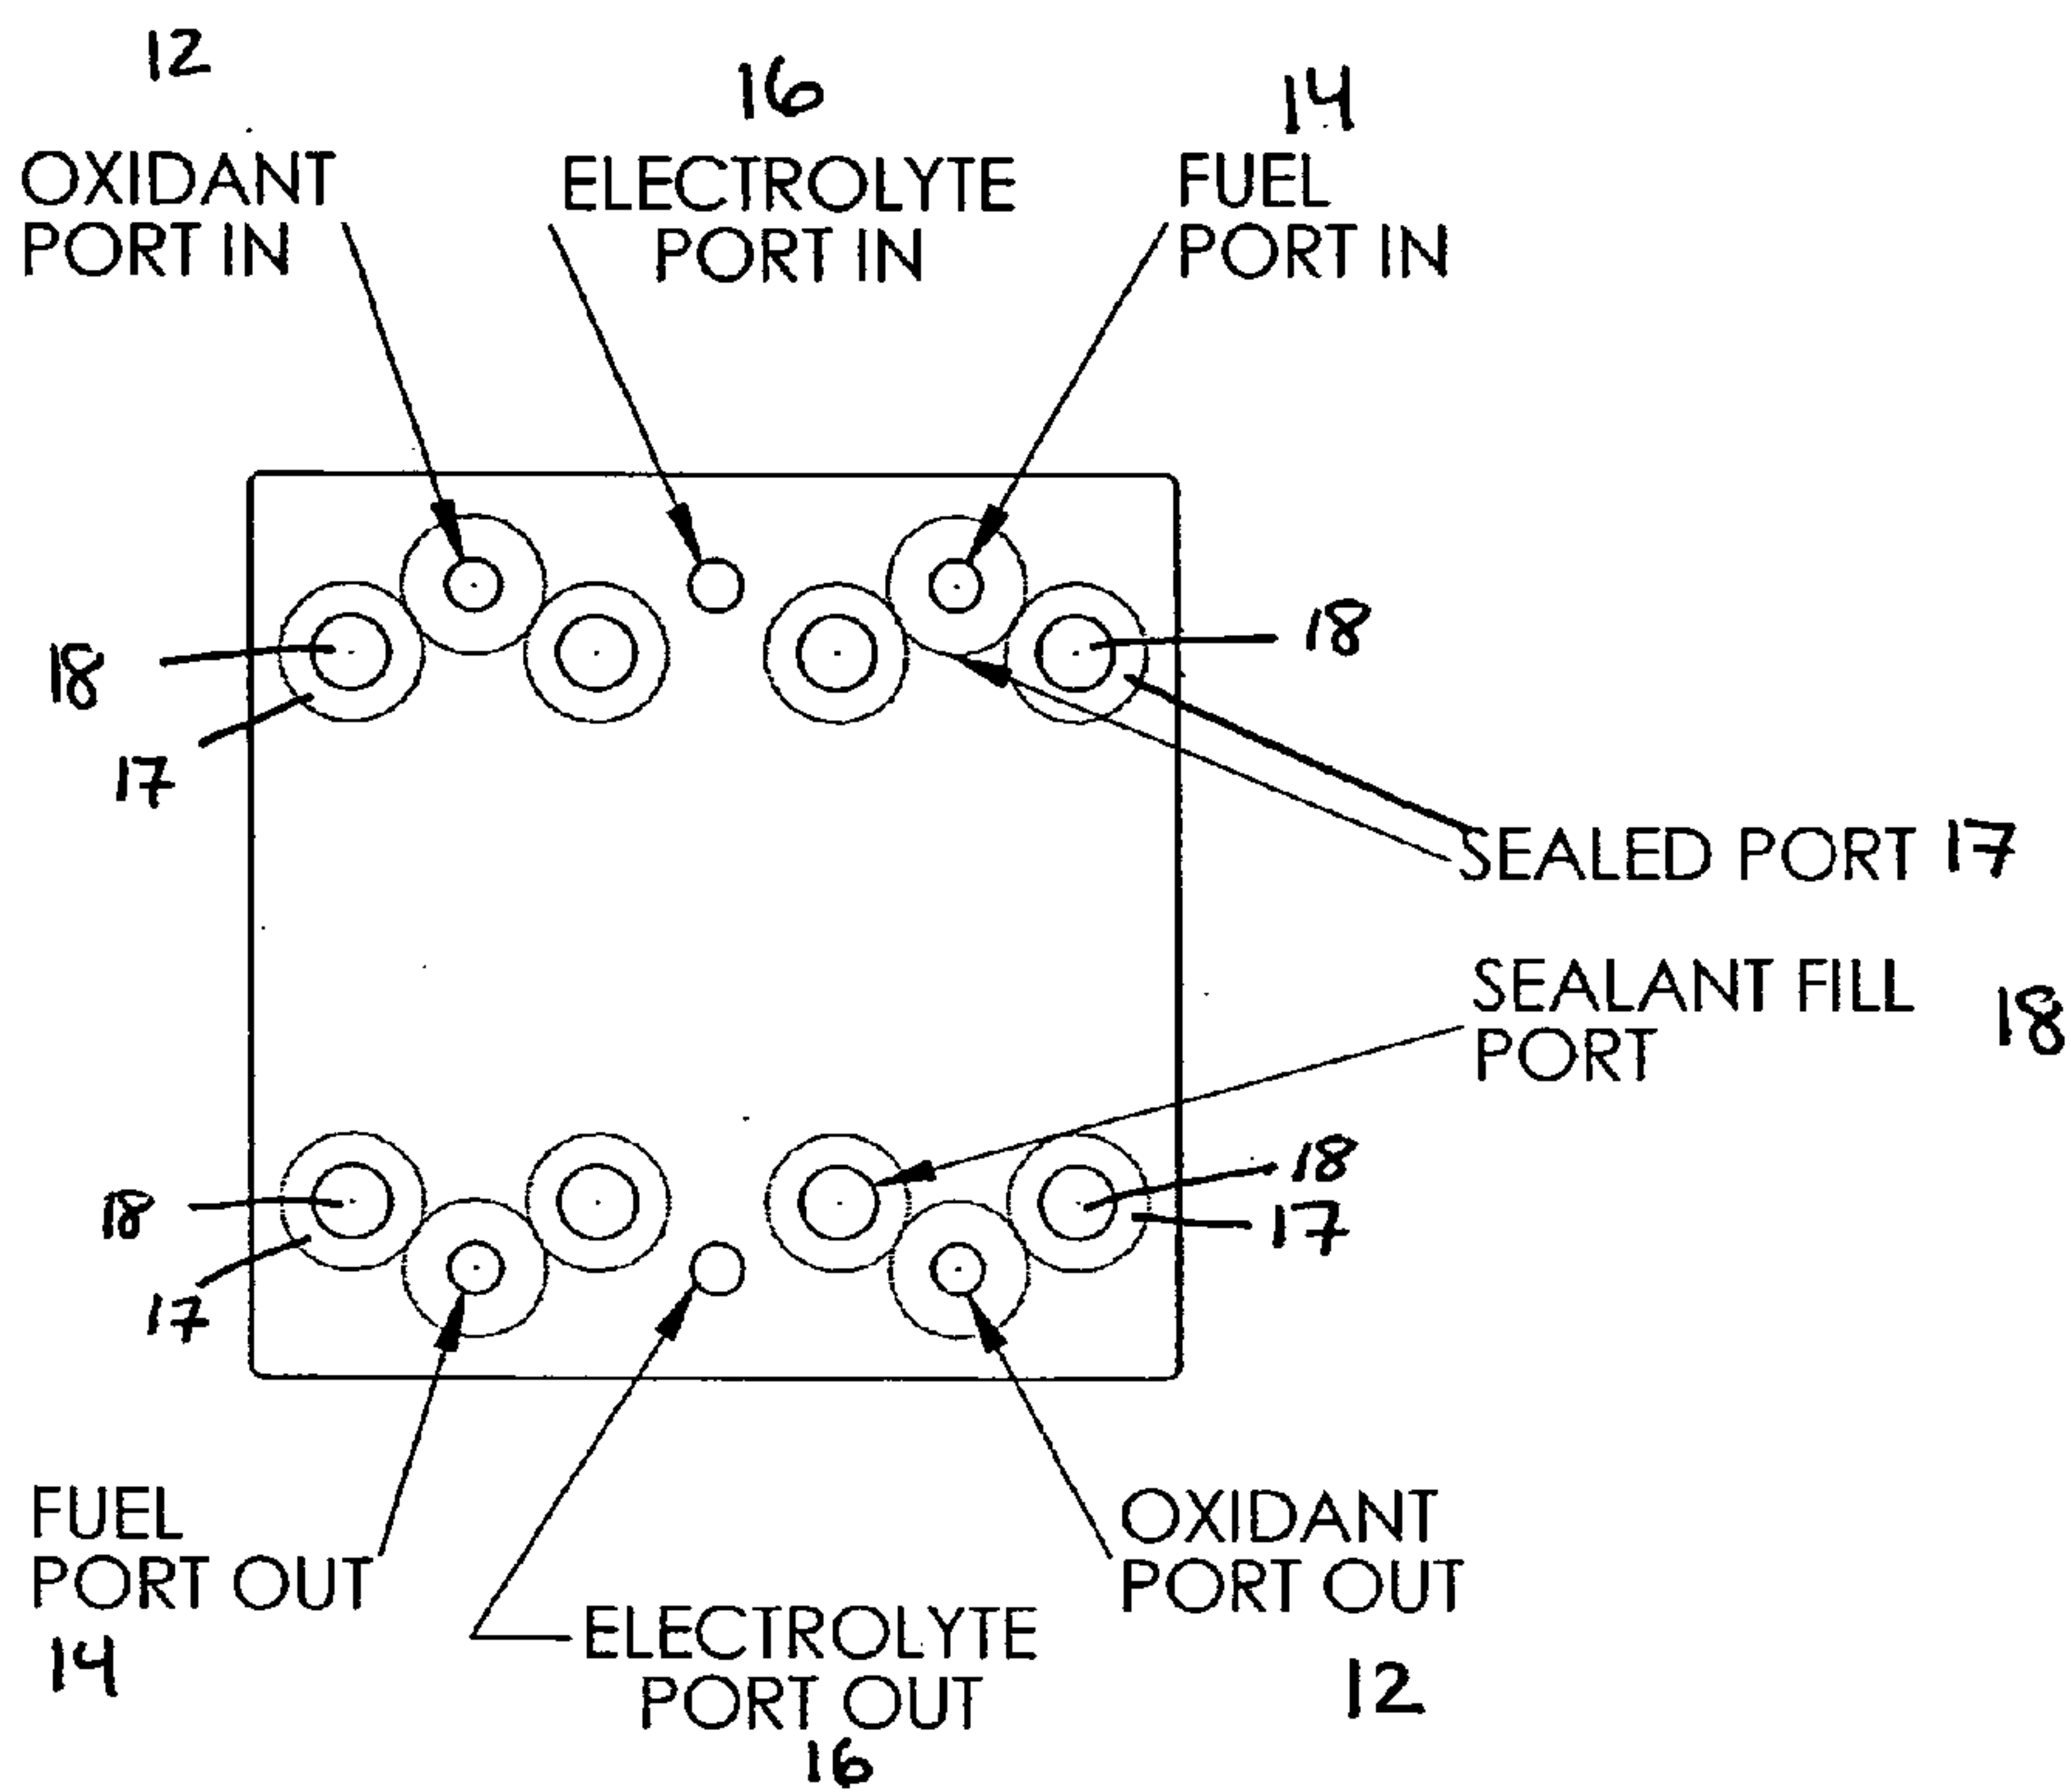 12
16
14
OXIDANT
PORT IN
ELECTROLYTE
PORT IN
FUEL
PORT IN
18
18
17
SEALED PORT 17
SEALANT FILL
PORT
18
18
18
17
17
FUEL
PORT OUT
14
ELECTROLYTE
PORT OUT
16
OXIDANT
PORT OUT
12